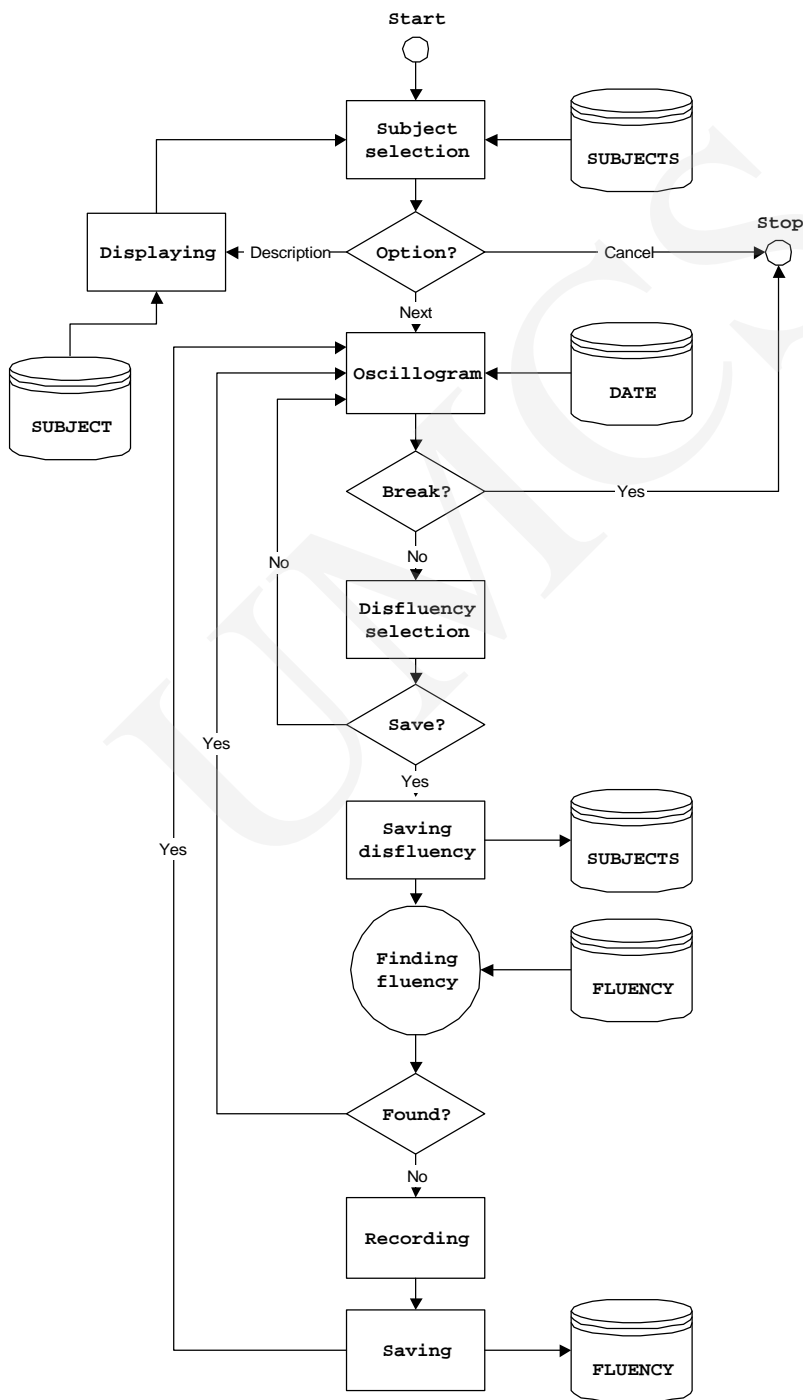 Start
Subject
selection
SUBJECTS
Stop
Displaying
Description
Option?
Cancel
Next
SUBJECT
Oscillogram
DATE
Break?
Yes
No
No
Disfluency
selection
Yes
Save?
Yes
Yes
Saving
disfluency
SUBJECTS
Finding
fluency
FLUENCY
Found?
No
Recording
Saving
FLUENCY
UMCS